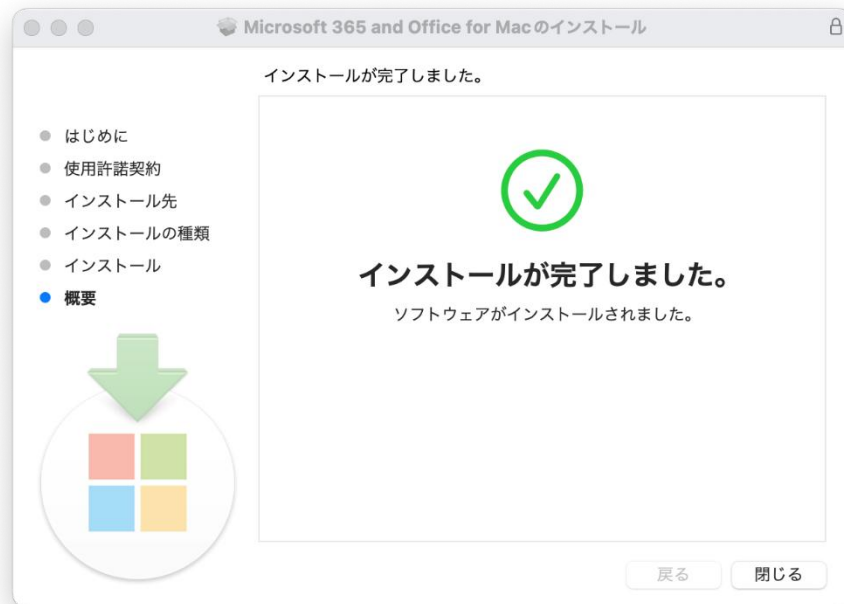 Microsoft 365 and Office for Macのインストール
インストールが完了しました。
はじめに
使用許諾契約
インストール先
インストールの種類
インストール
概要
インストールが完了しました。
ソフトウェアがインストールされました。
戻る
閉じる